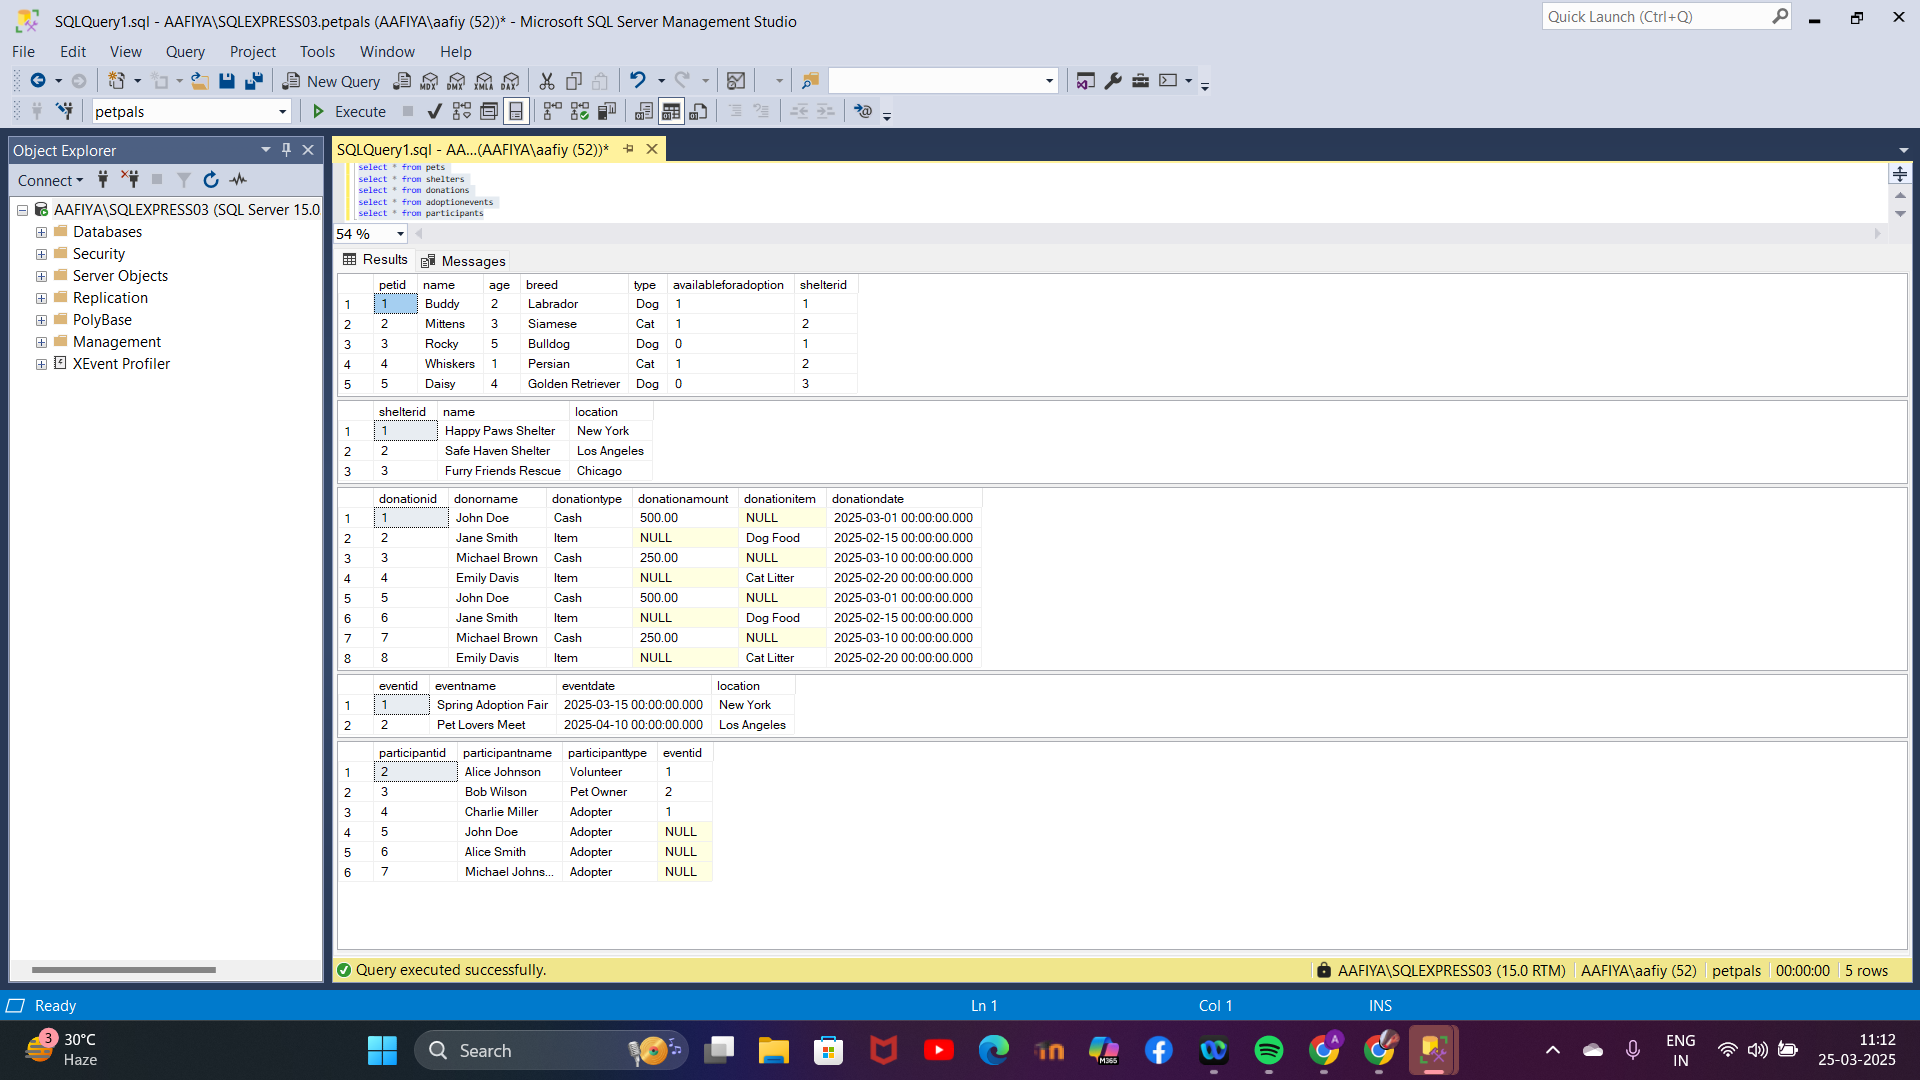 SQLQuery1.sql - AAFIYA\SQLEXPRESS03.petpals (AAFIYA\aafiy (52))* - Microsoft SQL Server Management Studio
Quick Launch (Ctrl+Q)
File Edit View Query Project Tools Window Help
New Query MDX DMX XMLA DAX
petpals Execute
Object Explorer
Connect
AAFIYA\SQLEXPRESS03 (SQL Server 15.0
Databases
Security
Server Objects
Replication
PolyBase
Management
XEvent Profiler
SQLQuery1.sql - AA...(AAFIYA\aafiy (52))*
select * from pets
select * from shelters
select * from donations
select * from adoptionevents
select * from participants
54 %
Results Messages
petid name age breed type availableforadoption shelterid
1 1 Buddy 2 Labrador Dog 1 1
2 2 Mittens 3 Siamese Cat 1 2
3 3 Rocky 5 Bulldog Dog 0 1
4 4 Whiskers 1 Persian Cat 1 2
5 5 Daisy 4 Golden Retriever Dog 0 3
shelterid name location
1 1 Happy Paws Shelter New York
2 2 Safe Haven Shelter Los Angeles
3 3 Furry Friends Rescue Chicago
donationid donorname donationtype donationamount donationitem donationdate
1 1 John Doe Cash 500.00 NULL 2025-03-01 00:00:00.000
2 2 Jane Smith Item NULL Dog Food 2025-02-15 00:00:00.000
3 3 Michael Brown Cash 250.00 NULL 2025-03-10 00:00:00.000
4 4 Emily Davis Item NULL Cat Litter 2025-02-20 00:00:00.000
5 5 John Doe Cash 500.00 NULL 2025-03-01 00:00:00.000
6 6 Jane Smith Item NULL Dog Food 2025-02-15 00:00:00.000
7 7 Michael Brown Cash 250.00 NULL 2025-03-10 00:00:00.000
8 8 Emily Davis Item NULL Cat Litter 2025-02-20 00:00:00.000
eventid eventname eventdate location
1 1 Spring Adoption Fair 2025-03-15 00:00:00.000 New York
2 2 Pet Lovers Meet 2025-04-10 00:00:00.000 Los Angeles
participantid participantname participanttype eventid
1 2 Alice Johnson Volunteer 1
2 3 Bob Wilson Pet Owner 2
3 4 Charlie Miller Adopter 1
4 5 John Doe Adopter NULL
5 6 Alice Smith Adopter NULL
6 7 Michael Johns... Adopter NULL
Query executed successfully. AAFIYA\SQLEXPRESS03 (15.0 RTM) AAFIYA\aafiy (52) petpals 00:00:00 5 rows
Ready Ln 1 Col 1 INS
3 30°C
Haze
Search
M365
A
ENG
IN
11:12
25-03-2025